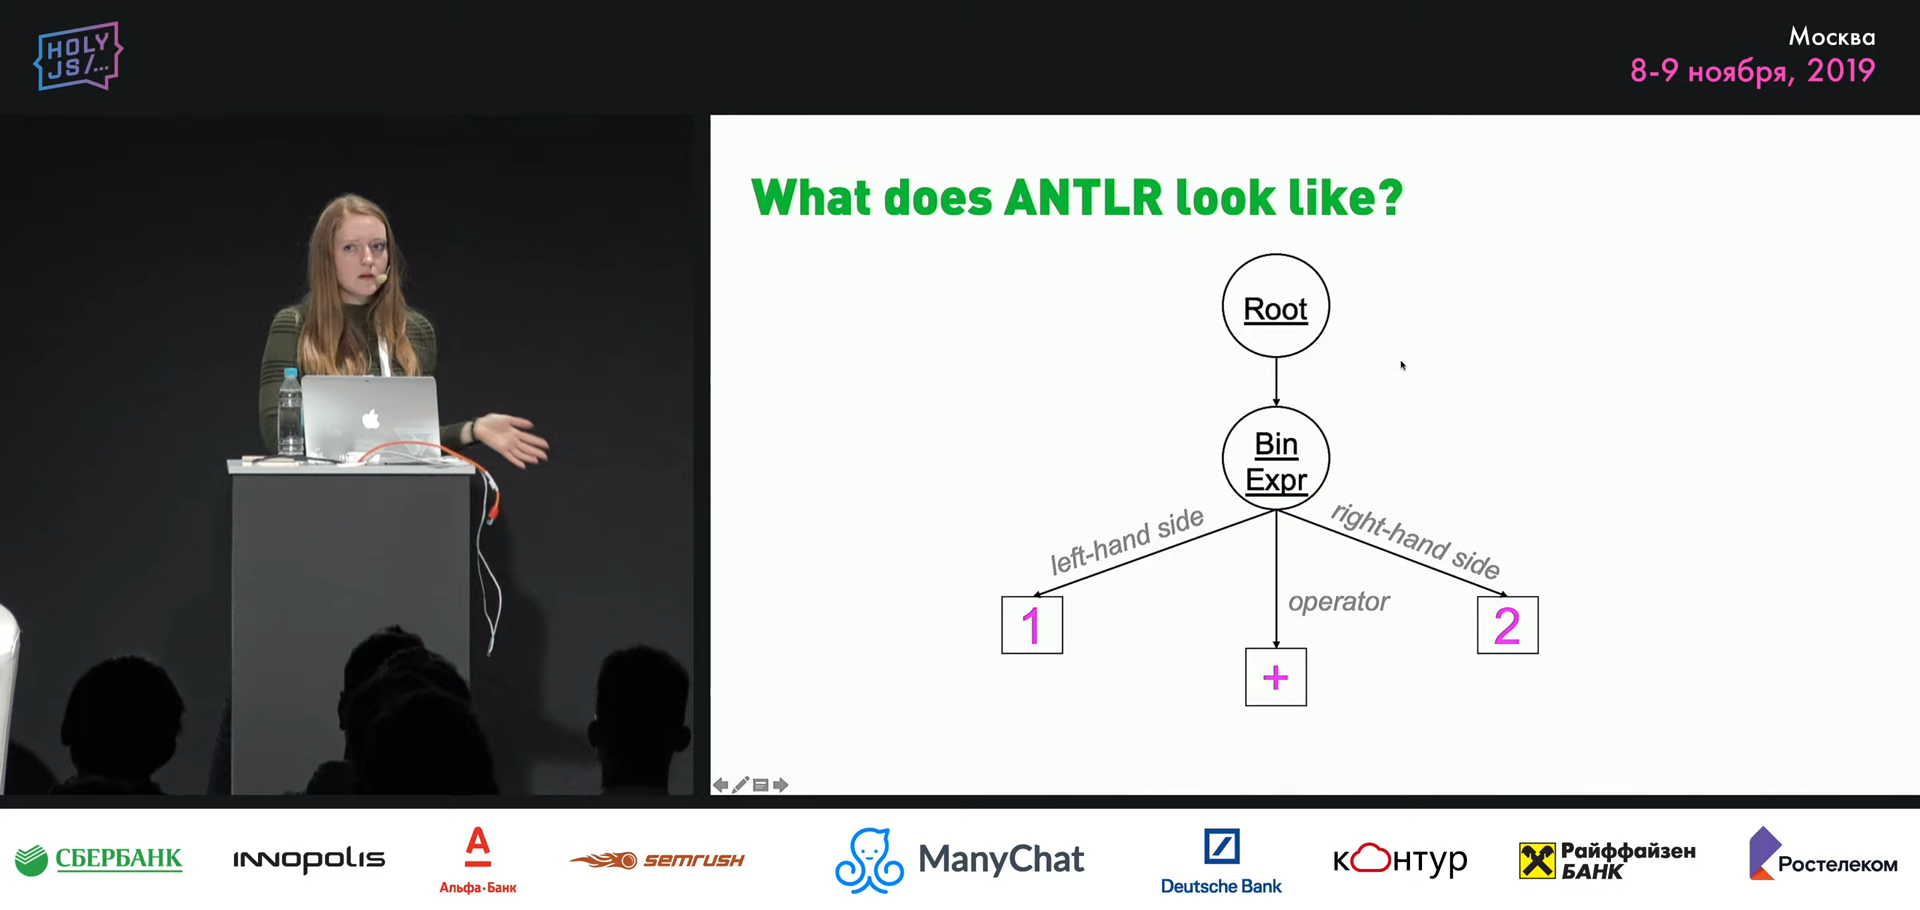 HOLY
JS/...
Москва
8-9 ноября, 2019
What does ANTLR look like?
Root
Bin
Expr
left-hand side
right-hand side
operator
1
+
2
СБЕРБАНК
INNOPOLIS
А
Альфа·Банк
semrush
ManyChat
Deutsche Bank
контур
Райффайзен
БАНК
Ростелеком